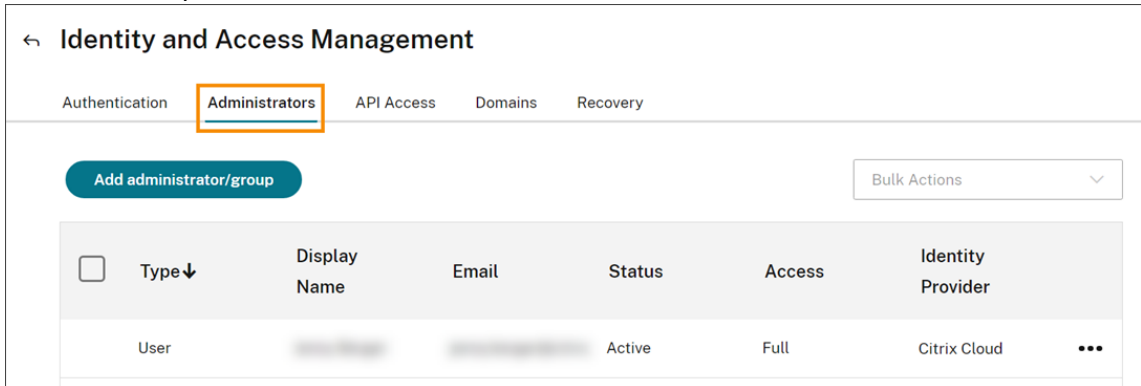 Identity and Access Management
Authentication Administrators API Access Domains Recovery
Add administrator/group
Bulk Actions
Type Display Name Email Status Access Identity Provider
User Active Full Citrix Cloud